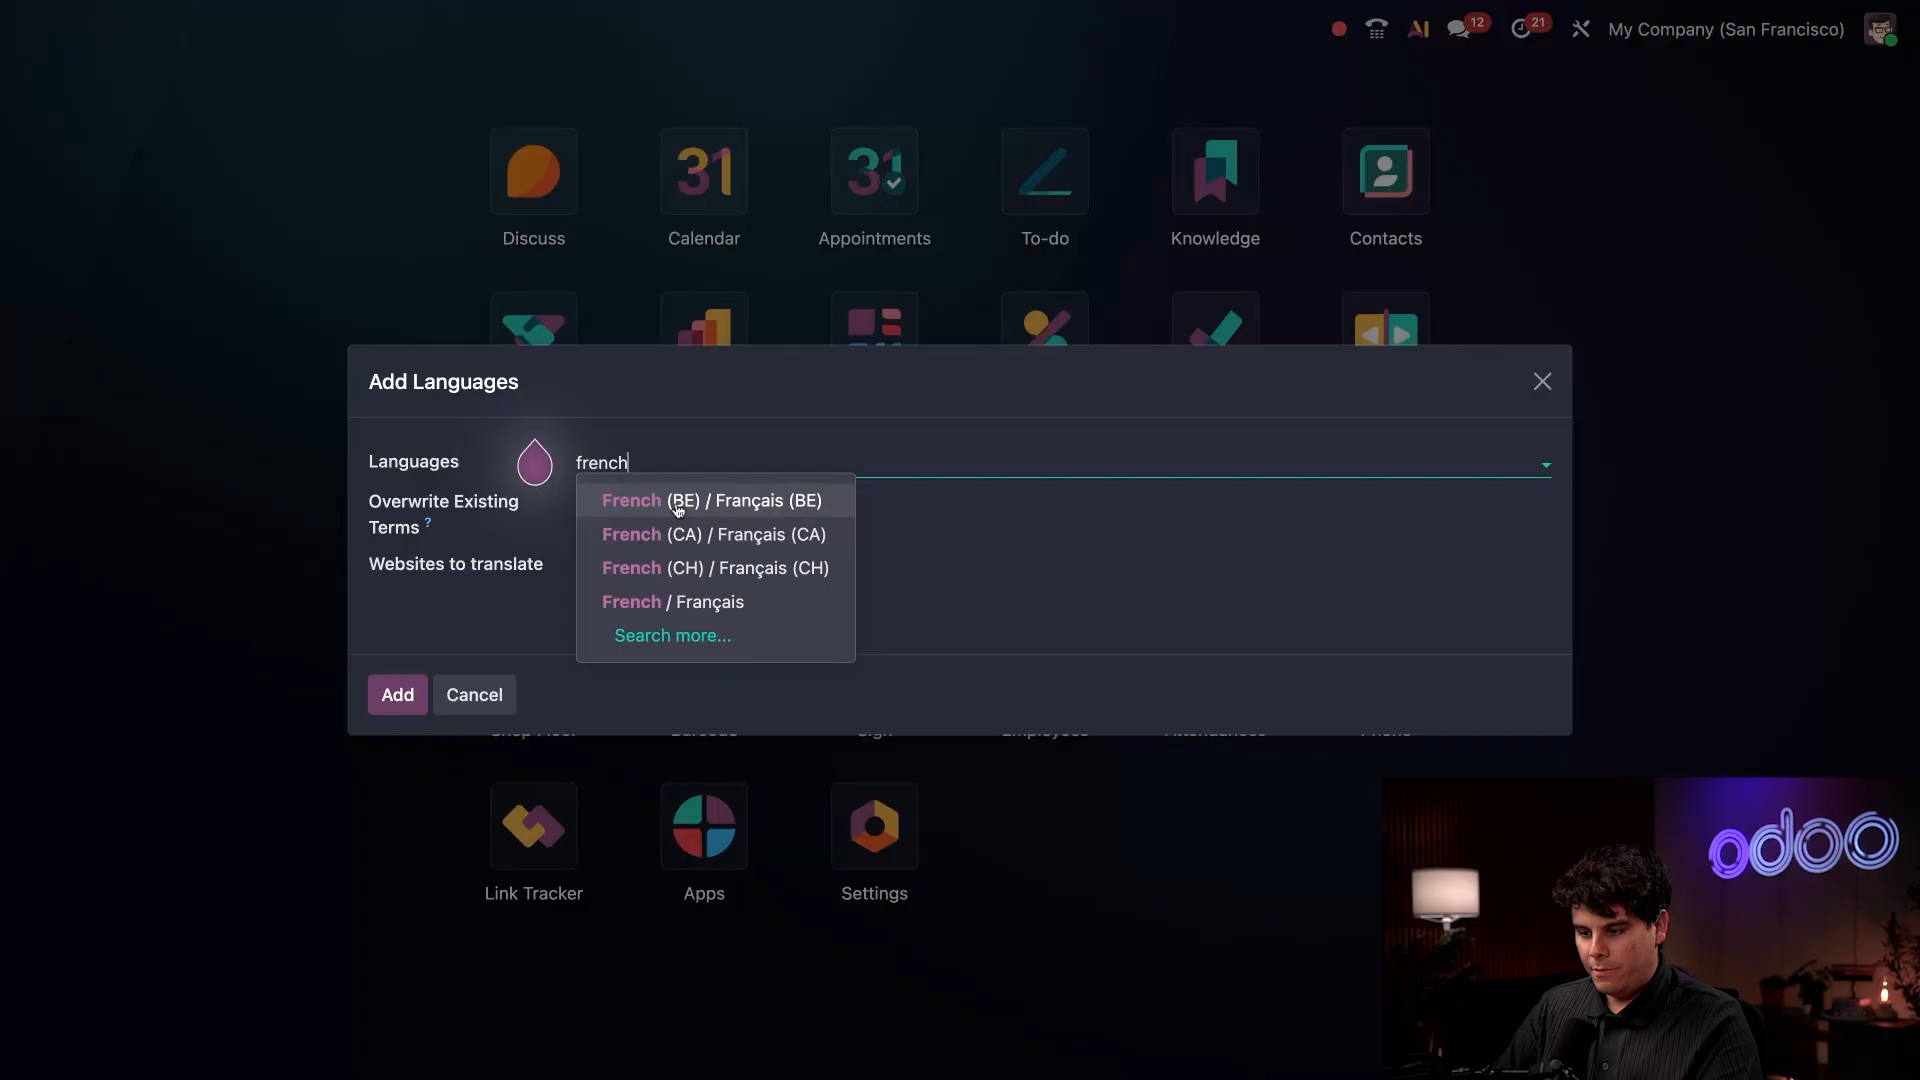 12
21
My Company (San Francisco)
31
31
Discuss
Calendar
Appointments
To-do
Knowledge
Contacts
Add Languages
Languages
french
Overwrite Existing
Terms ?
Websites to translate
French (BE) / Français (BE)
French (CA) / Français (CA)
French (CH) / Français (CH)
French / Français
Search more...
Add
Cancel
Link Tracker
Apps
Settings
odoo